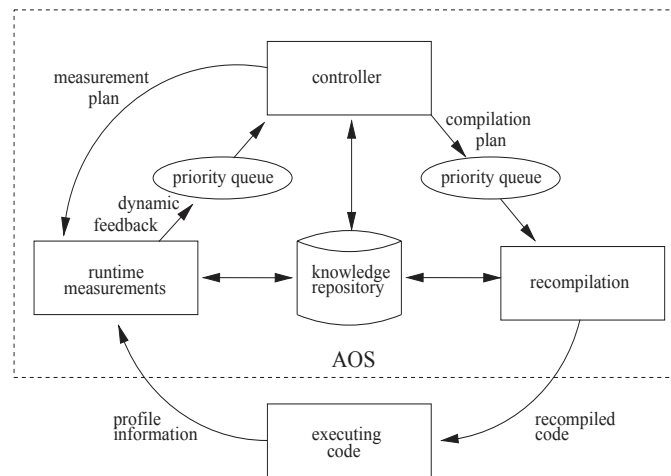 measurement
plan
controller
compilation
plan
priority queue
priority queue
dynamic
feedback
runtime
measurements
knowledge
repository
recompilation
AOS
profile
information
executing
code
recompiled
code